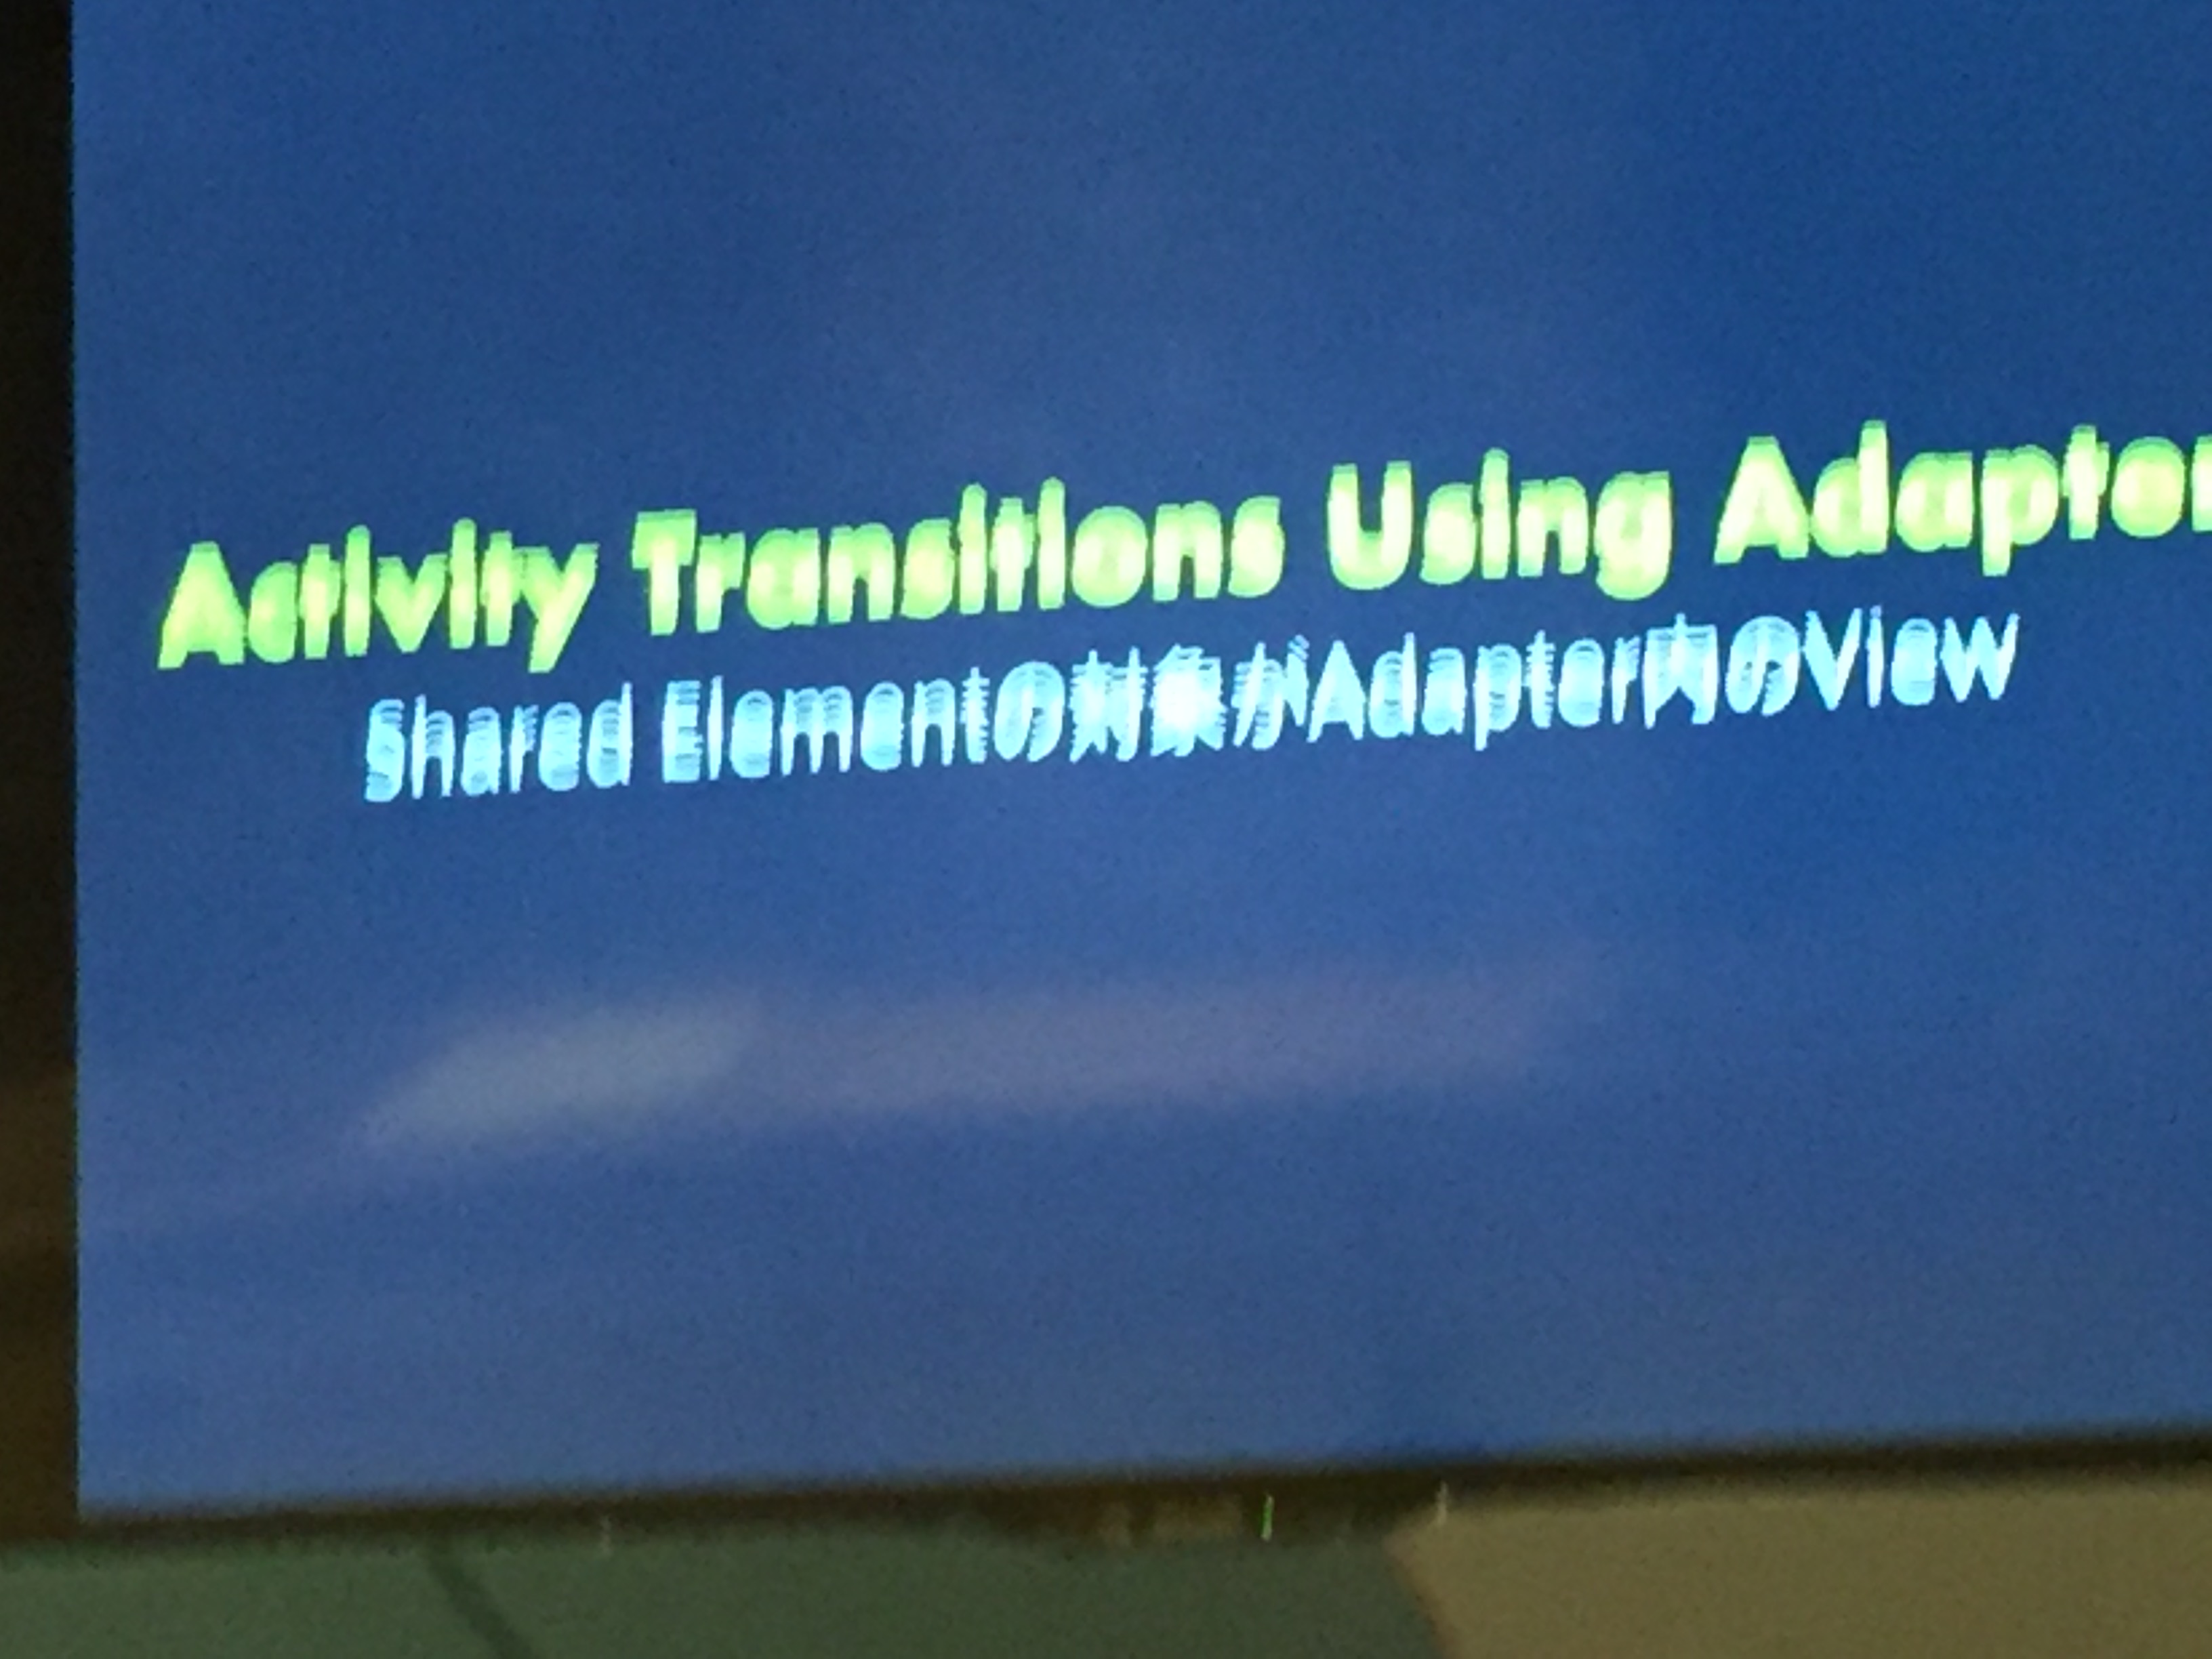 Activity Transitions Using Adapter
Shared Elementの対象がAdapter内のView